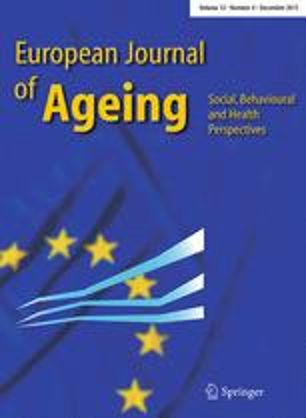 Volume 12 · Number 4 · December 2015
European Journal
of Ageing
Social, Behavioural
and Health
Perspectives
Springer